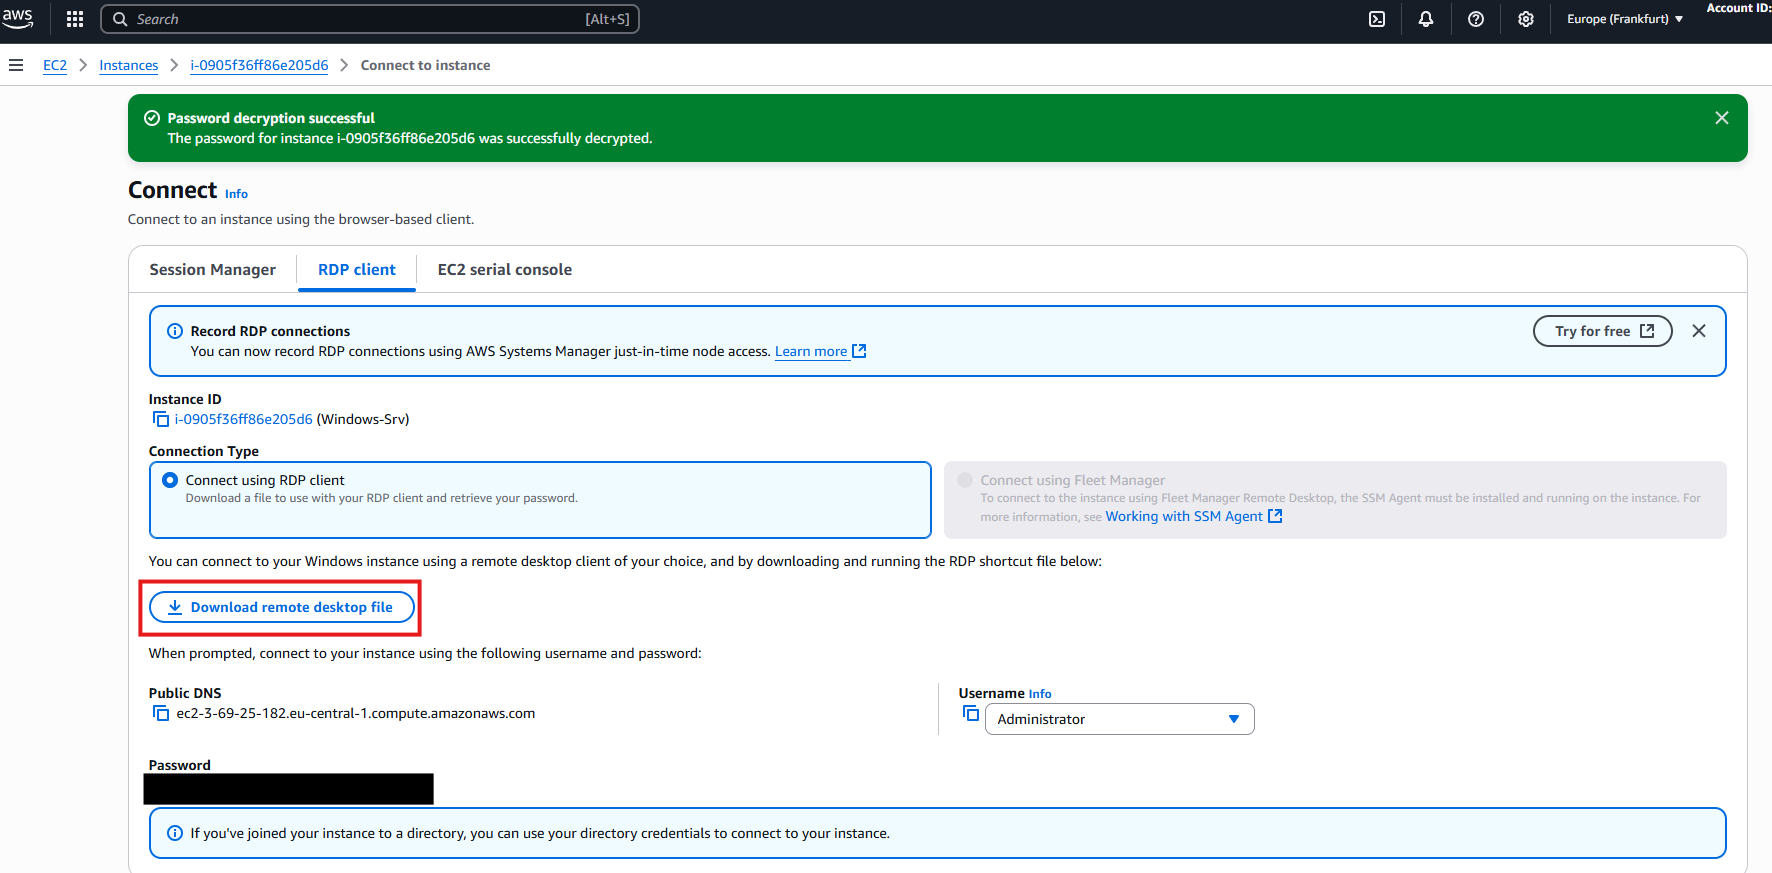 aws
Search
[Alt+S]
Europe (Frankfurt)
Account ID:
EC2
Instances
i-0905f36ff86e205d6
Connect to instance
Password decryption successful
The password for instance i-0905f36ff86e205d6 was successfully decrypted.
Connect Info
Connect to an instance using the browser-based client.
Session Manager
RDP client
EC2 serial console
Record RDP connections
You can now record RDP connections using AWS Systems Manager just-in-time node access. Learn more
Try for free
Instance ID
i-0905f36ff86e205d6 (Windows-Srv)
Connection Type
Connect using RDP client
Download a file to use with your RDP client and retrieve your password.
Connect using Fleet Manager
To connect to the instance using Fleet Manager Remote Desktop, the SSM Agent must be installed and running on the instance. For
more information, see Working with SSM Agent
You can connect to your Windows instance using a remote desktop client of your choice, and by downloading and running the RDP shortcut file below:
Download remote desktop file
When prompted, connect to your instance using the following username and password:
Public DNS
ec2-3-69-25-182.eu-central-1.compute.amazonaws.com
Username Info
Administrator
Password
If you've joined your instance to a directory, you can use your directory credentials to connect to your instance.